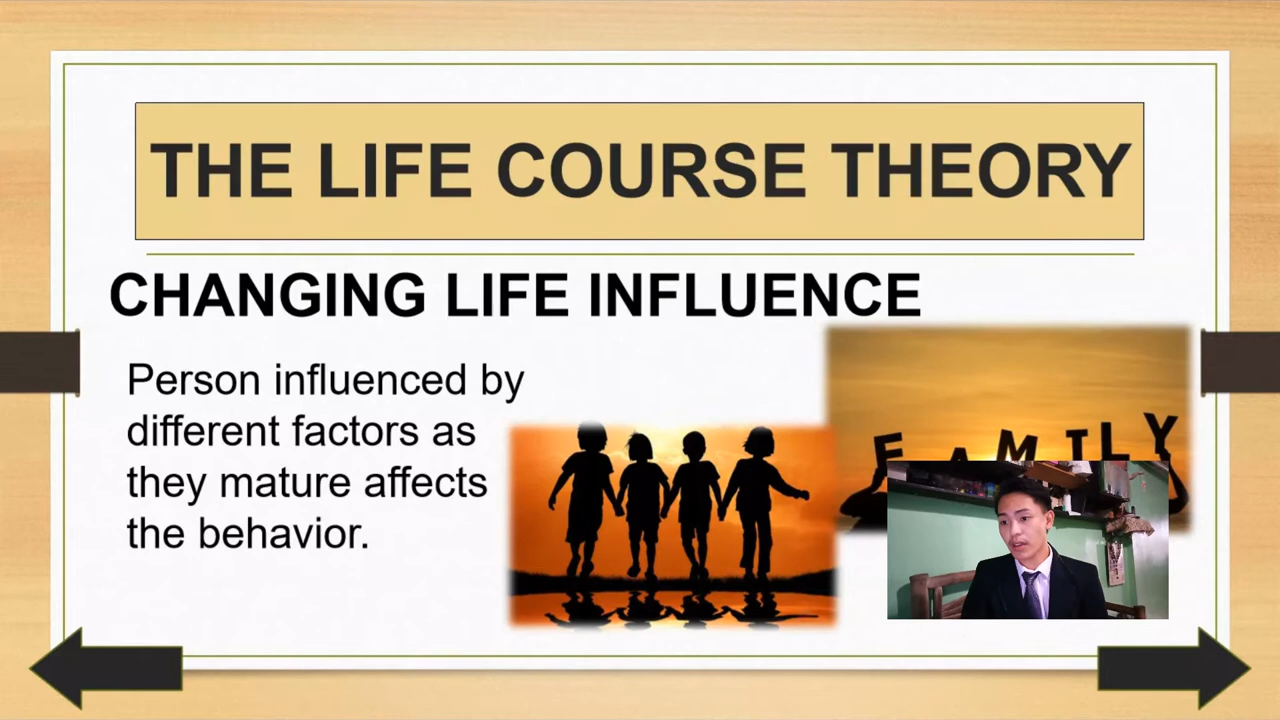 THE LIFE COURSE THEORY
CHANGING LIFE INFLUENCE
Person influenced by
different factors as
they mature affects
the behavior.
FAMILY